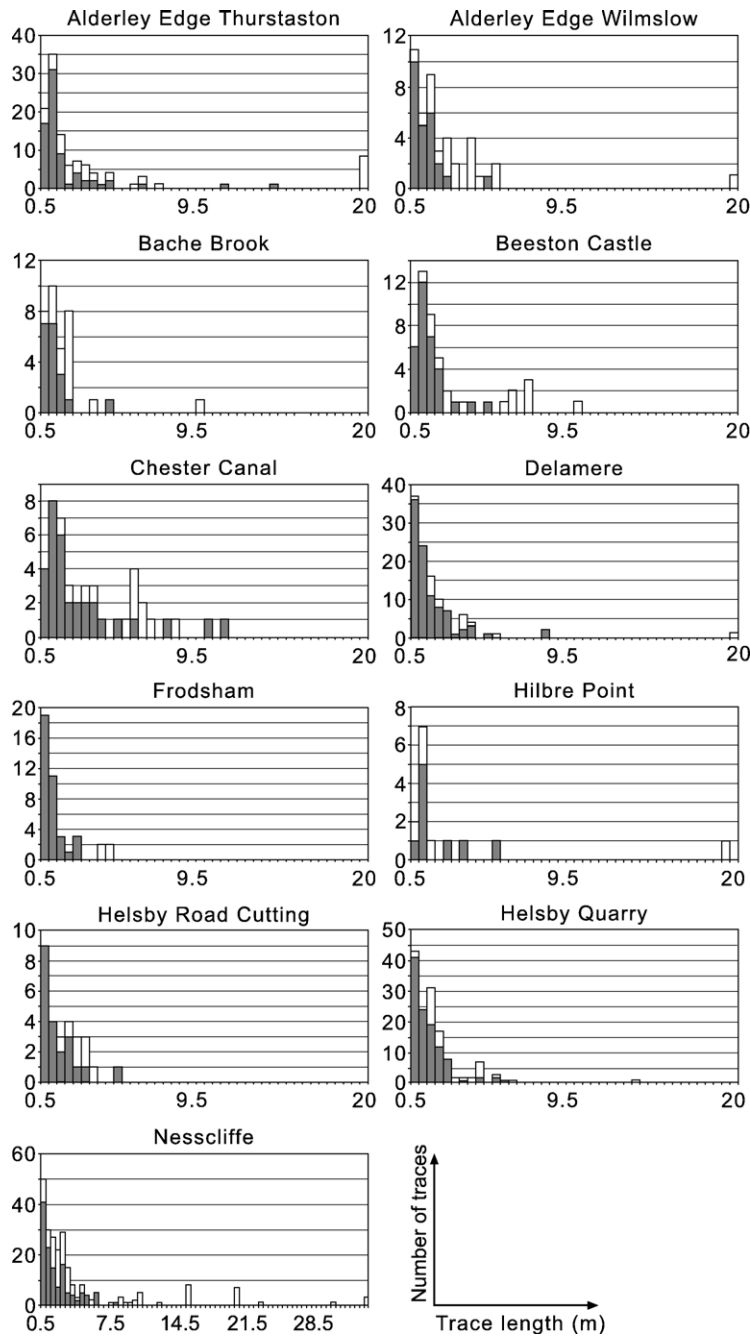 Alderley Edge Thurstaston
40
30
20
10
0
0.5 9.5 20
Alderley Edge Wilmslow
12
8
4
0
0.5 9.5 20
Bache Brook
12
8
4
0
0.5 9.5 20
Beeston Castle
12
8
4
0
0.5 9.5 20
Chester Canal
8
6
4
2
0
0.5 9.5 20
Delamere
40
30
20
10
0
0.5 9.5 20
Frodsham
20
16
12
8
4
0
0.5 9.5 20
Hilbre Point
8
6
4
2
0
0.5 9.5 20
Helsby Road Cutting
10
8
6
4
2
0
0.5 9.5 20
Helsby Quarry
50
40
30
20
10
0
0.5 9.5 20
Nesscliffe
60
40
20
0
0.5 7.5 14.5 21.5 28.5
Number of traces
Trace length (m)